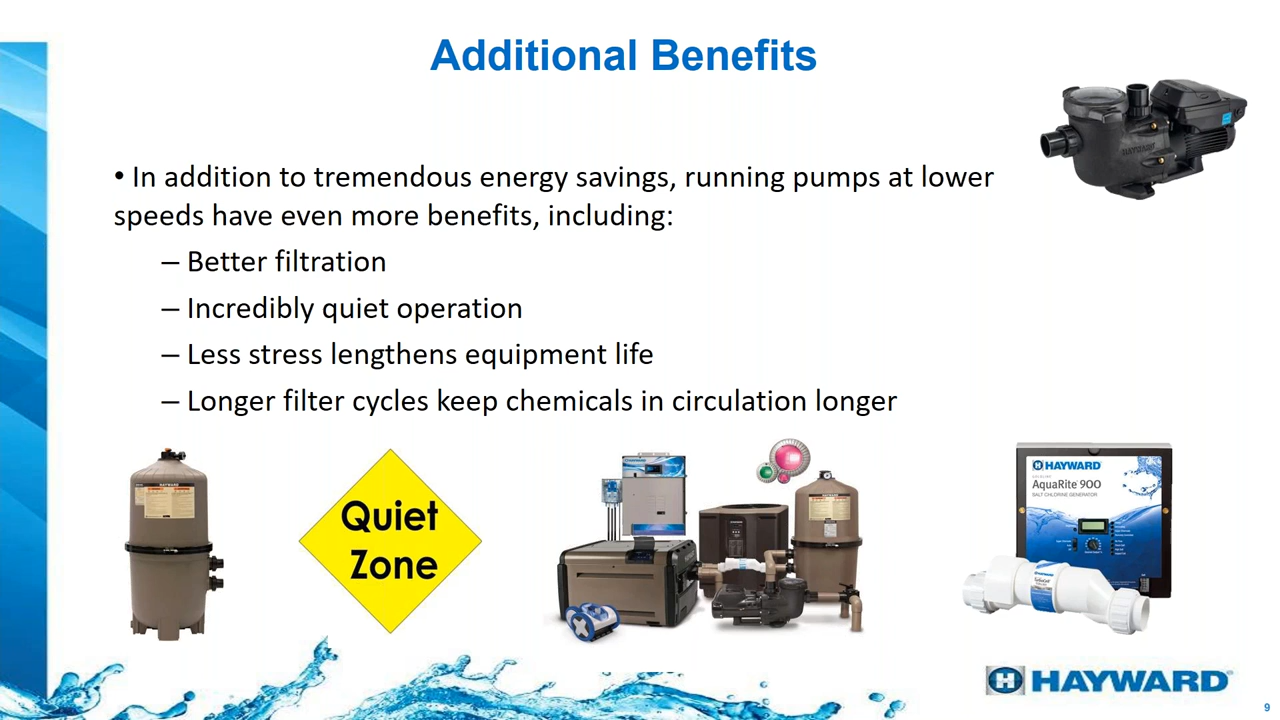 Additional Benefits
• In addition to tremendous energy savings, running pumps at lower
speeds have even more benefits, including:
– Better filtration
– Incredibly quiet operation
– Less stress lengthens equipment life
– Longer filter cycles keep chemicals in circulation longer
HAYWARD
Quiet
Zone
HAYWARD
AquaRite 900
SALT CHLORINE GENERATOR
HAYWARD
9